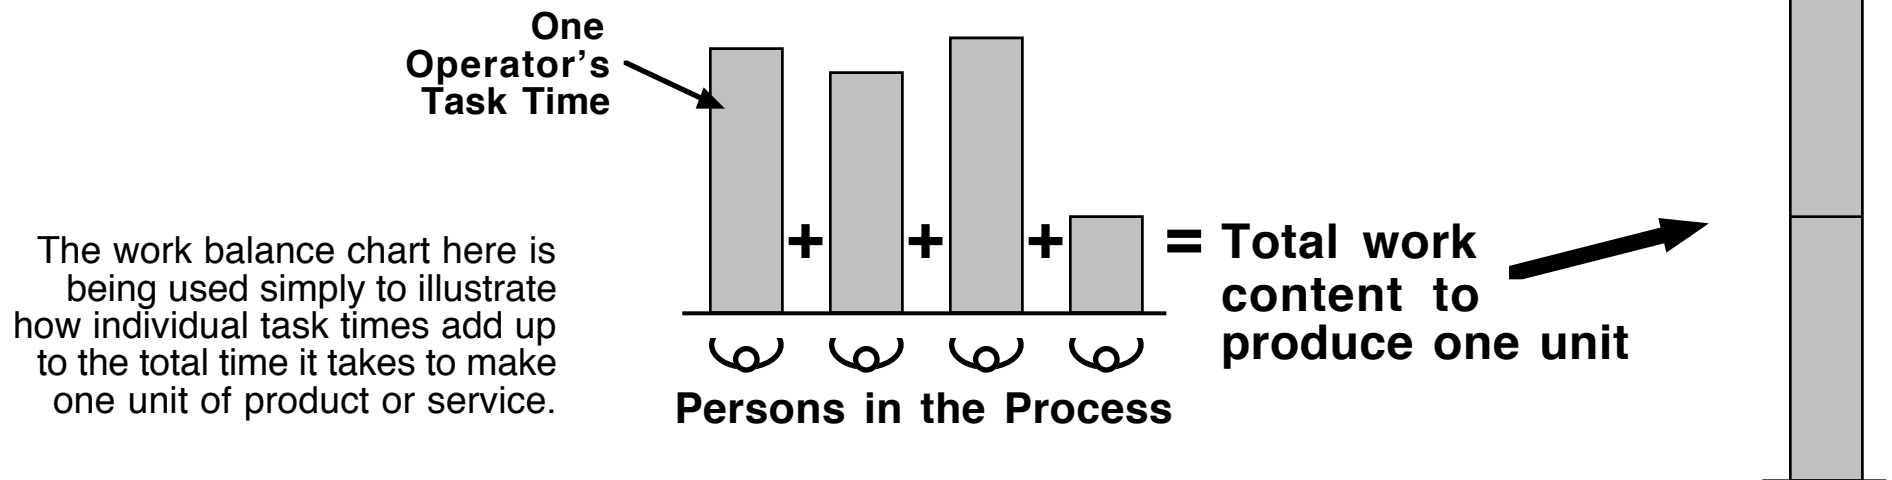 One
Operator’s
Task Time
The work balance chart here is
being used simply to illustrate
how individual task times add up
to the total time it takes to make
one unit of product or service.
+ + + = Total work
content to
produce one unit
Persons in the Process